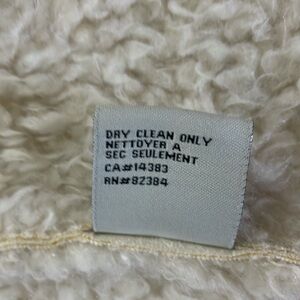 DRY CLEAN ONLY
NETTOYER A
SEC SEULEMENT
CA#14383
RN#82384